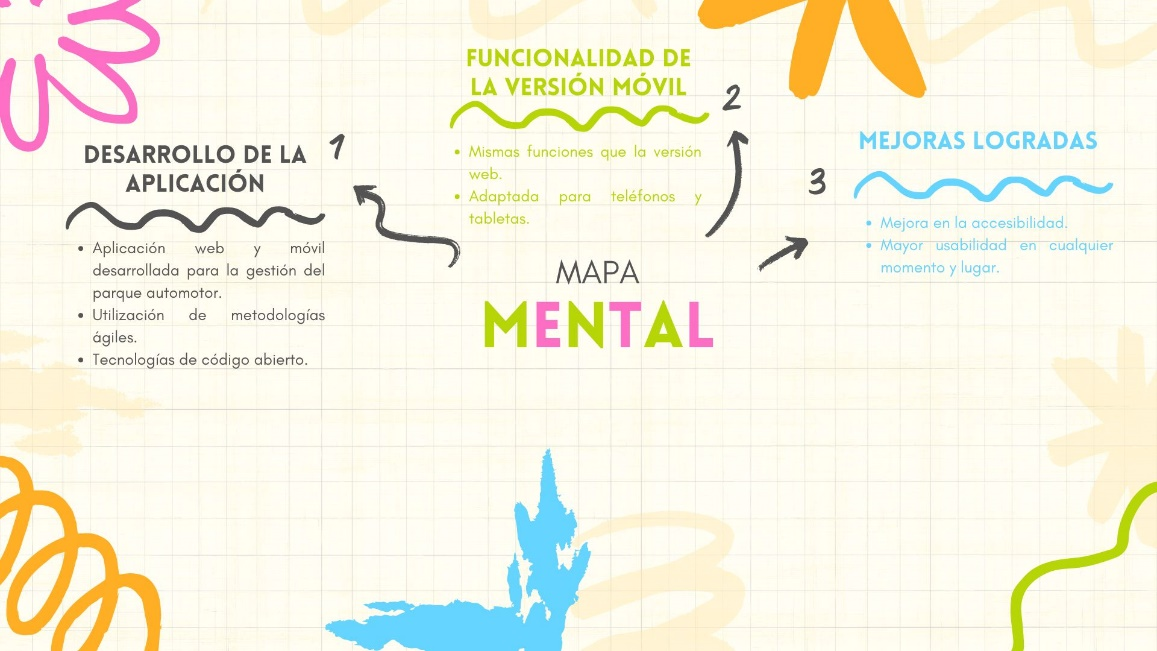 DESARROLLO DE LA
APLICACIÓN
1
• Aplicación web y móvil
desarrollada para la gestión del
parque automotor.
• Utilización de metodologías
ágiles.
• Tecnologías de código abierto.
FUNCIONALIDAD DE
LA VERSIÓN MÓVIL
2
• Mismas funciones que la versión
web.
• Adaptada para teléfonos y
tabletas.
MEJORAS LOGRADAS
3
• Mejora en la accesibilidad.
• Mayor usabilidad en cualquier
momento y lugar.
MAPA
MENTAL